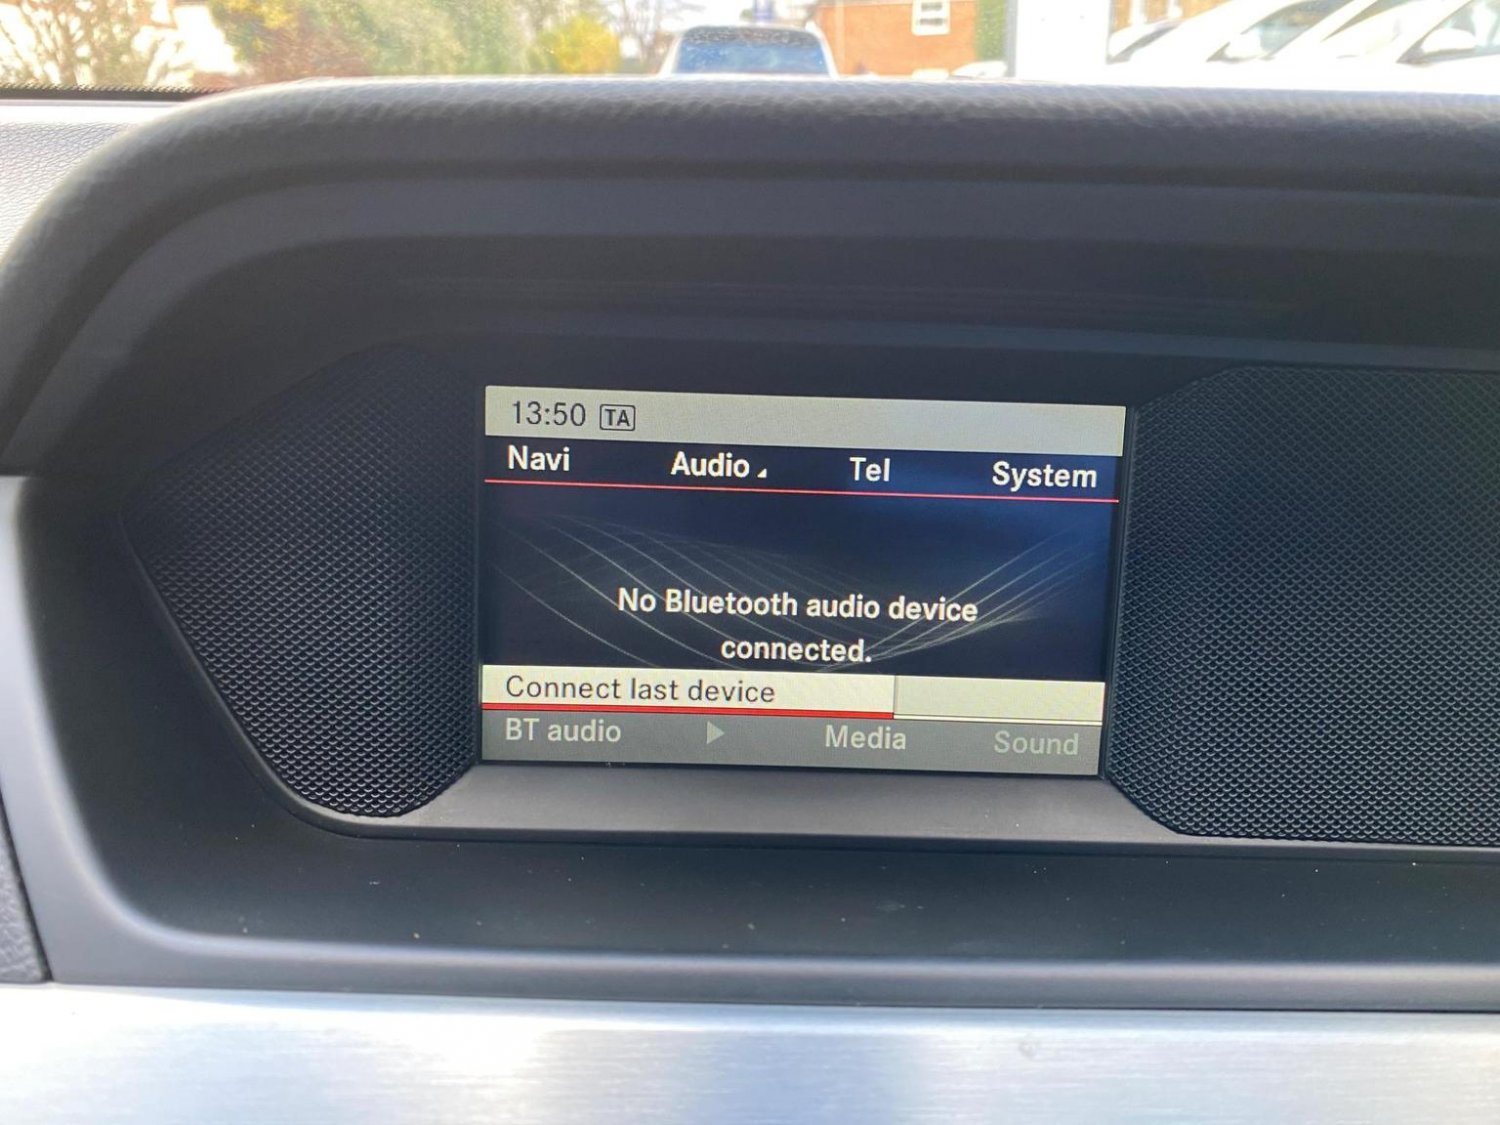 13:50 TA
Navi Audio Tel System
No Bluetooth audio device
connected.
Connect last device
BT audio Media Sound